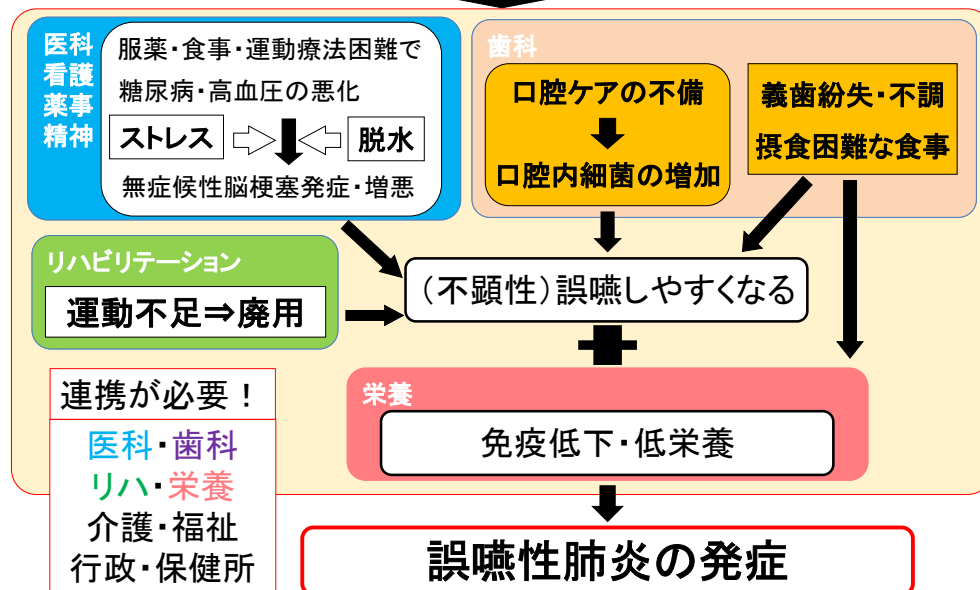 医科
看護
薬事
精神
服薬・食事・運動療法困難で
糖尿病・高血圧の悪化
ストレス
脱水
無症候性脳梗塞発症・増悪
歯科
口腔ケアの不備
口腔内細菌の増加
義歯紛失・不調
摂食困難な食事
リハビリテーション
運動不足⇒廃用
（不顕性）誤嚥しやすくなる
栄養
免疫低下・低栄養
連携が必要！
医科・歯科
リハ・栄養
介護・福祉
行政・保健所
誤嚥性肺炎の発症